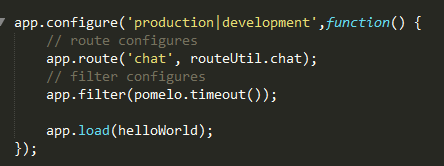 app.configure('production|development',function() {
    // route configures
    app.route('chat', routeUtil.chat);
    // filter configures
    app.filter(pomelo.timeout());

    app.load(helloWorld);
});